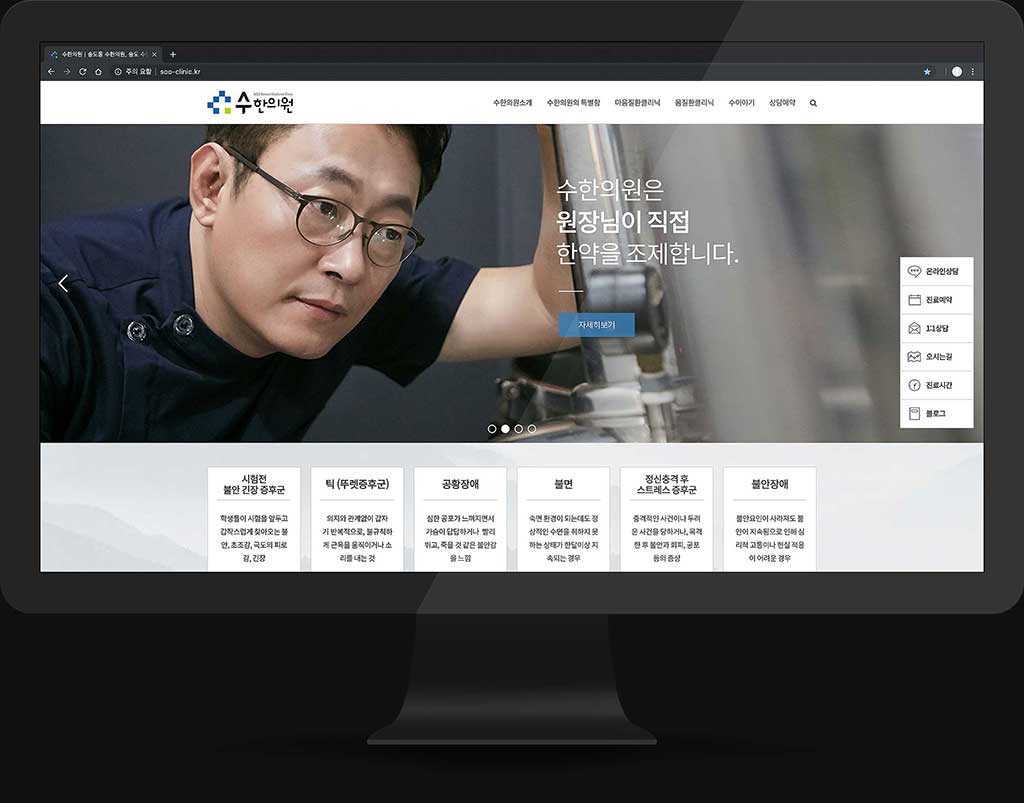 수한의원 | 송도동 수한의원, 송도 수
주의 요함 | soo-clinic.kr
수한의원
수한의원소개 수한의원의 특별함 마음질환클리닉 몸질환클리닉 수이야기 상담예약
수한의원은
원장님이 직접
한약을 조제합니다.
자세히보기
온라인상담
진료예약
1:1상담
오시는길
진료시간
블로그
시험전
불안 긴장 증후군
학생들이 시험을 앞두고
갑작스럽게 찾아오는 불
안, 초조감, 극도의 피로
감, 긴장
틱 (뚜렛증후군)
의지와 관계없이 갑자
기 반복적으로, 불규칙하
게 근육을 움직이거나 소
리를 내는 것
공황장애
심한 공포가 느껴지면서
가슴이 답답하거나 빨리
뛰고, 죽을 것 같은 불안감
을 느낌
불면
숙면 환경이 되는데도 정
상적인 수면을 취하지 못
하는 상태가 한달이상 지
속되는 경우
정신충격 후
스트레스 증후군
충격적인 사건이나 두려
운 사건을 당하거나, 목격
한 후 불안과 회피, 공포
등의 증상
불안장애
불안요인이 사라져도 불
안이 지속됨으로 인해 심
리적 고통이나 현실 적응
이 어려운 경우